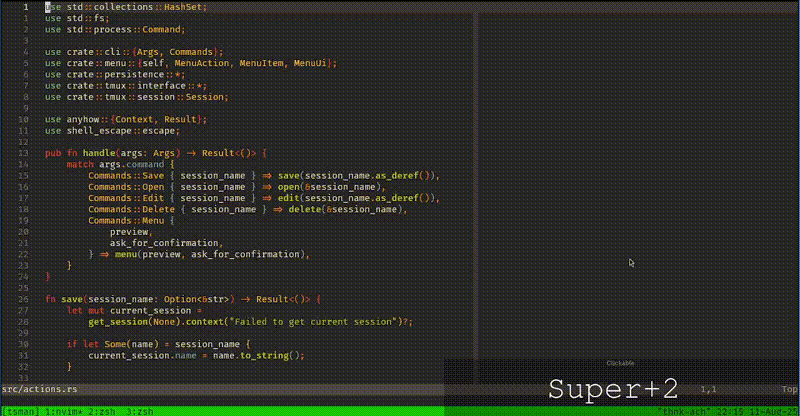 1 use std::collections::HashSet;
1 use std::fs;
2 use std::process::Command;
3
4 use crate::cli::{Args, Commands};
5 use crate::menu::{self, MenuAction, MenuItem, MenuUi};
6 use crate::persistence::*;
7 use crate::tmux::interface::*;
8 use crate::tmux::session::Session;
9
10 use anyhow::{Context, Result};
11 use shell_escape::escape;
12
13 pub fn handle(args: Args) -> Result<()> {
14 match args.command {
15 Commands::Save { session_name } => save(session_name.as_deref()),
16 Commands::Open { session_name } => open(&session_name),
17 Commands::Edit { session_name } => edit(session_name.as_deref()),
18 Commands::Delete { session_name } => delete(&session_name),
19 Commands::Menu {
20 preview,
21 ask_for_confirmation,
22 } => menu(preview, ask_for_confirmation),
23 }
24 }
25
26 fn save(session_name: Option<&str>) -> Result<()> {
27 let mut current_session =
28 get_session(None).context("Failed to get current session")?;
29
30 if let Some(name) = session_name {
31 current_session.name = name.to_string();
32 }
33
Clickable
Super+2
src/actions.rs 1,1 Top
[tsman] 1:nvim* 2:zsh 3:zsh 22:15 11-Aug-25